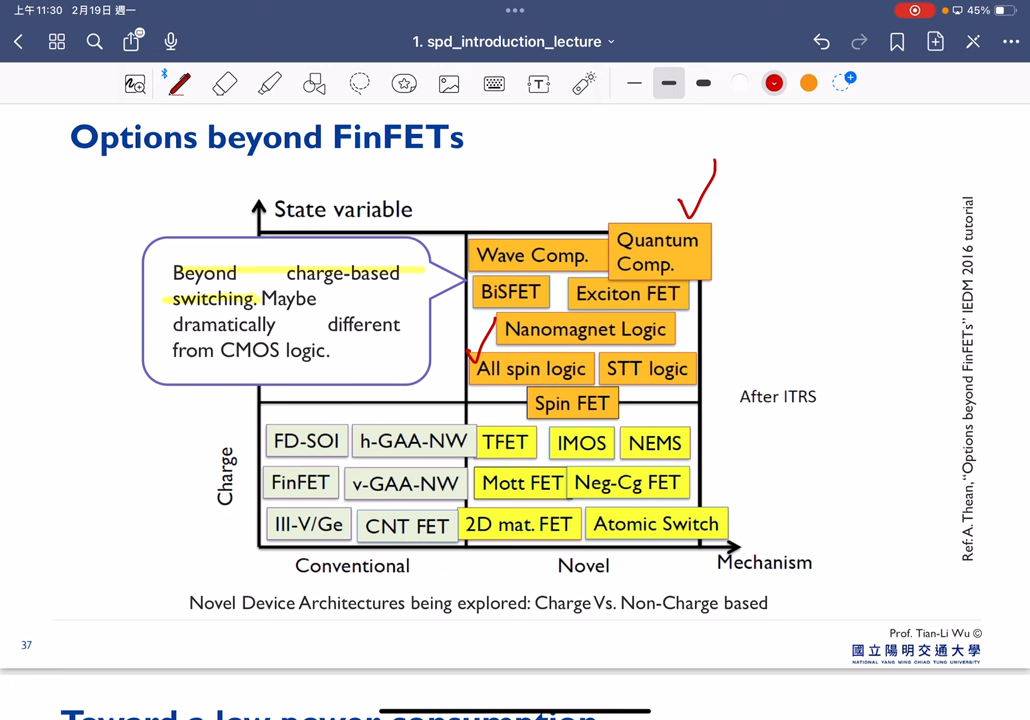 上午11:30 2月19日 週一
45%
1. spd_introduction_lecture
Options beyond FinFETs
State variable
Beyond charge-based
switching. Maybe
dramatically different
from CMOS logic.
Wave Comp.
Quantum
Comp.
BiSFET
Exciton FET
Nanomagnet Logic
All spin logic
STT logic
Spin FET
After ITRS
Charge
FD-SOI
h-GAA-NW
TFET
IMOS
NEMS
FinFET
v-GAA-NW
Mott FET
Neg-Cg FET
III-V/Ge
CNT FET
2D mat. FET
Atomic Switch
Conventional
Novel
Mechanism
Ref. A. Thean, "Options beyond FinFETs" IEDM 2016 tutorial
Novel Device Architectures being explored: Charge Vs. Non-Charge based
37
Prof. Tian-Li Wu ©
國立陽明交通大學
NATIONAL YANG MING CHIAO TUNG UNIVERSITY
Toward a low power consumption